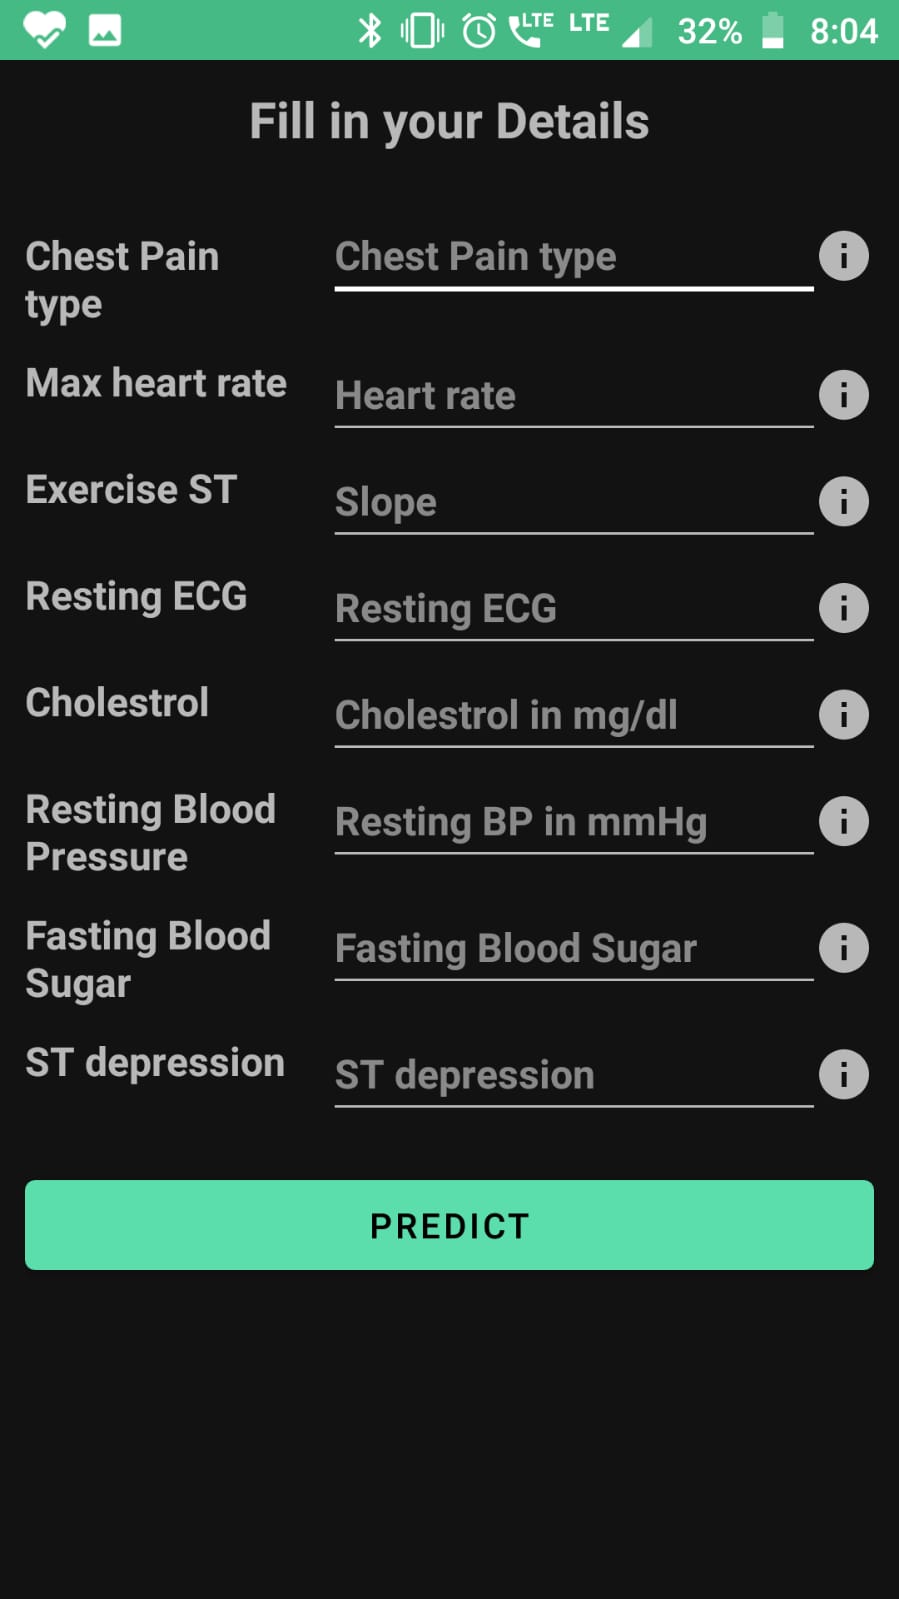 LTE LTE 32% 8:04
Fill in your Details
Chest Pain type
Chest Pain type
Max heart rate
Heart rate
Exercise ST
Slope
Resting ECG
Resting ECG
Cholestrol
Cholestrol in mg/dl
Resting Blood
Pressure
Resting BP in mmHg
Fasting Blood
Sugar
Fasting Blood Sugar
ST depression
ST depression
PREDICT